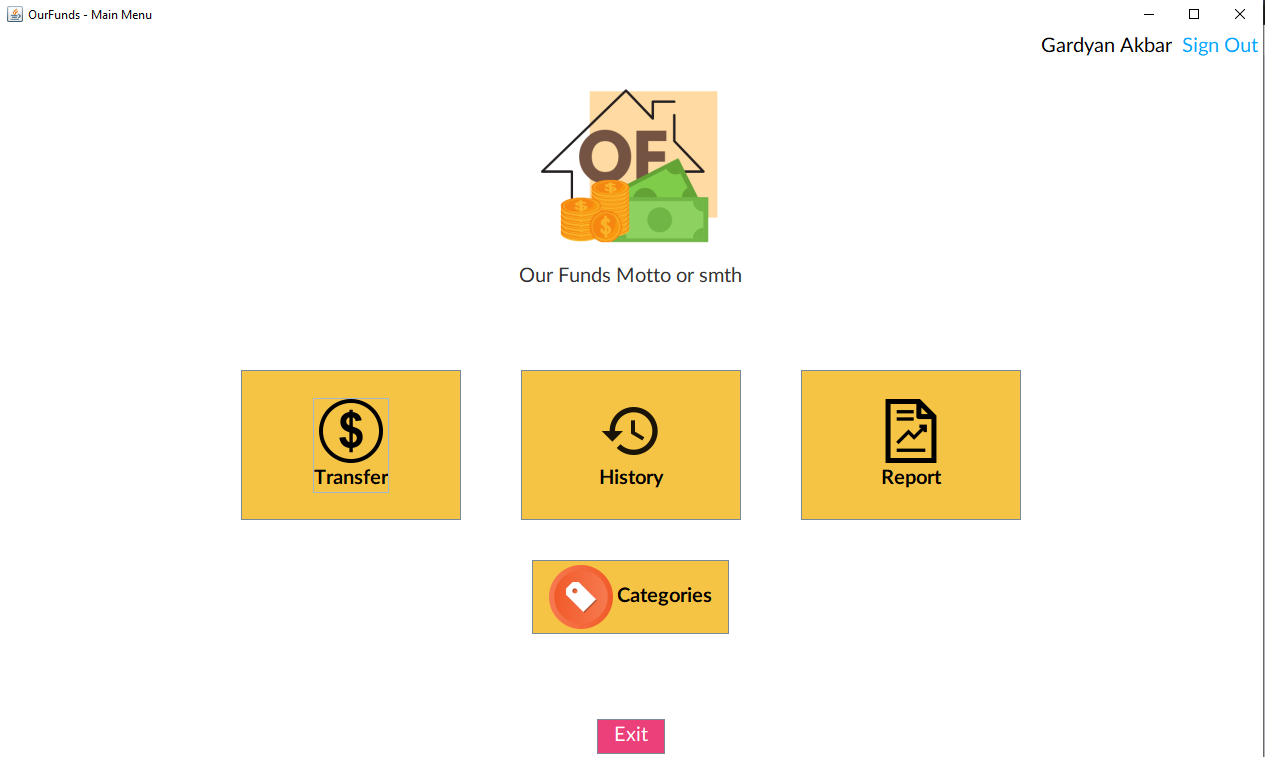 OurFunds - Main Menu
Gardyan Akbar Sign Out
OF
Our Funds Motto or smth
Transfer
History
Report
Categories
Exit